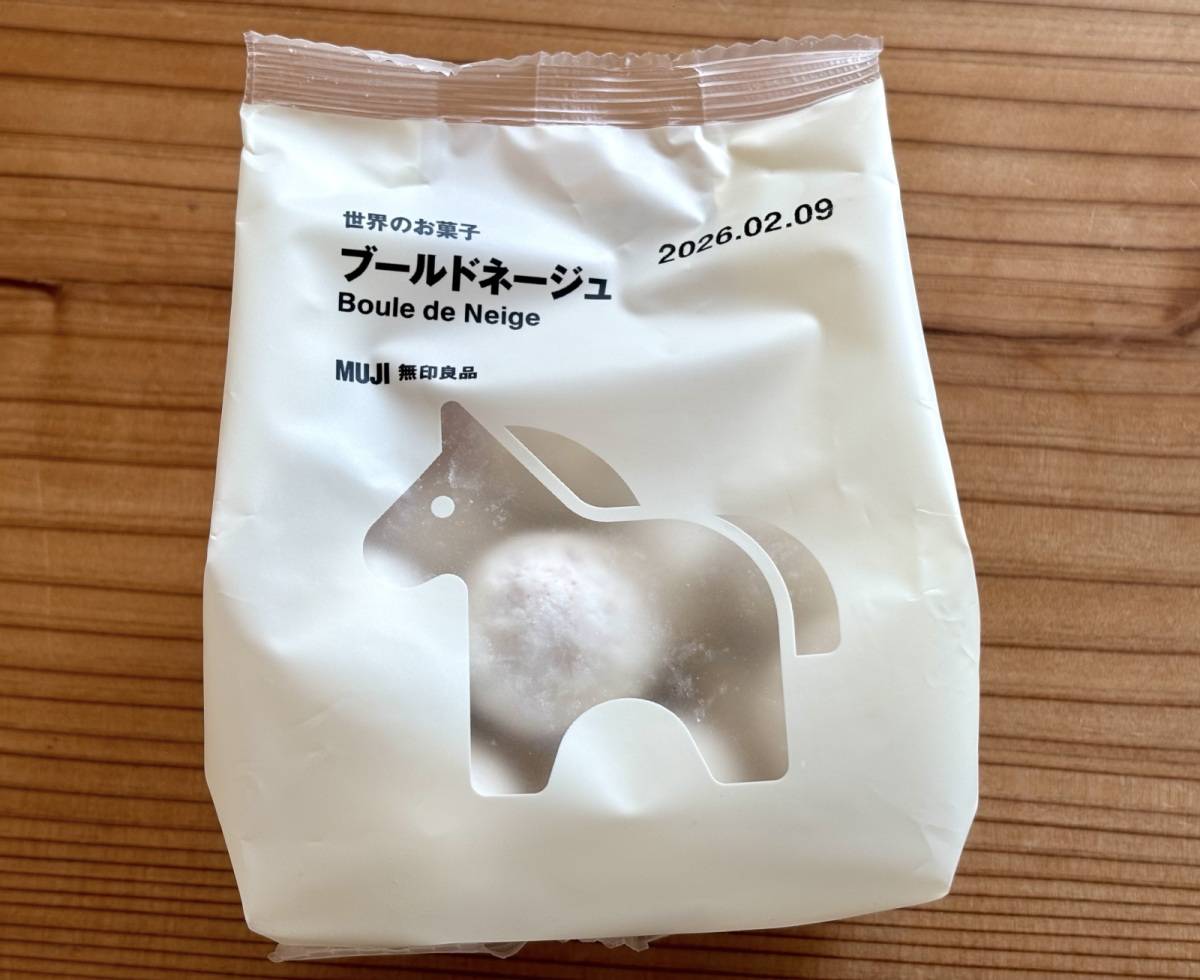 世界のお菓子
ブールドネージュ
Boule de Neige
2026.02.09
MUJI 無印良品